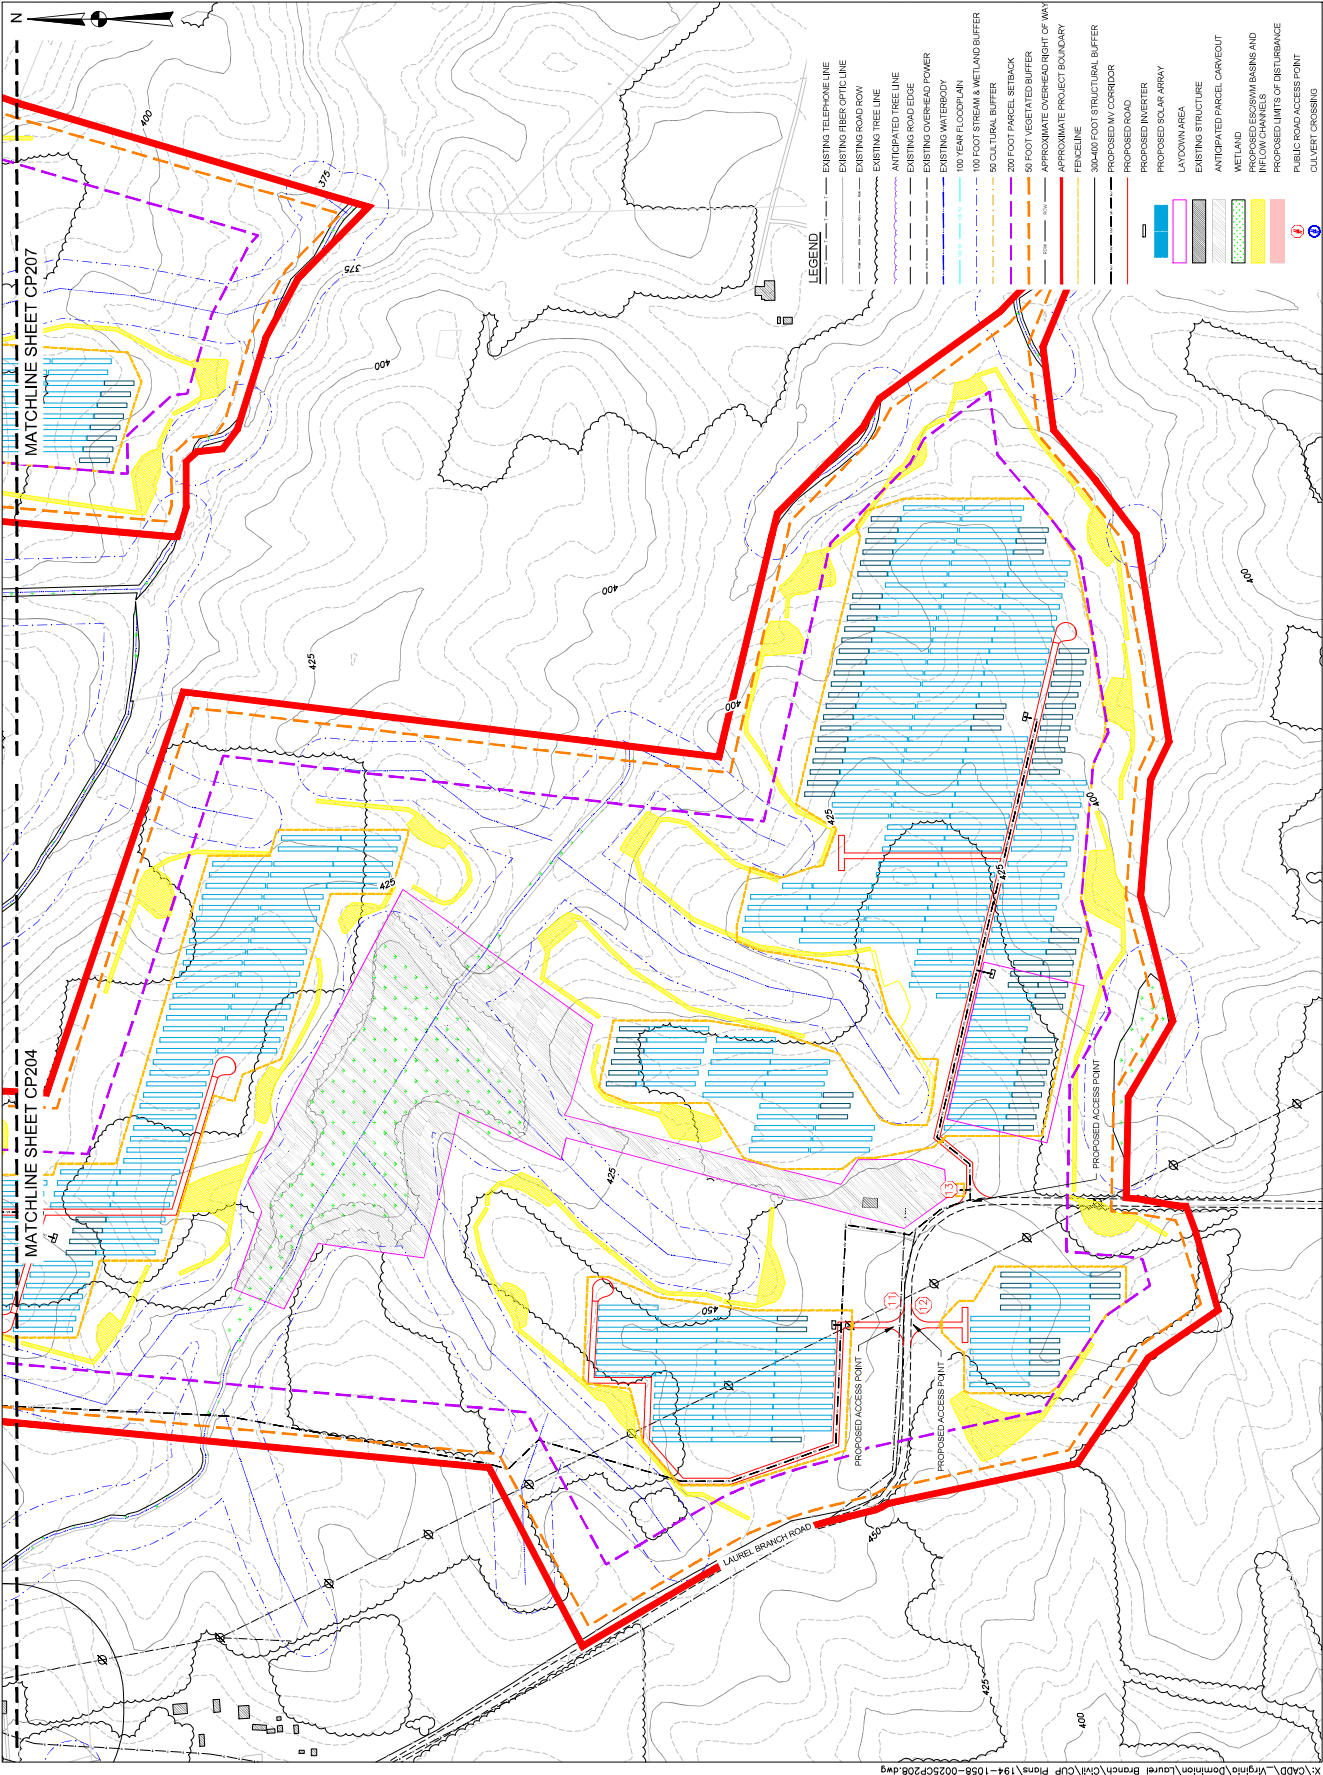 N
MATCHLINE SHEET CP204
MATCHLINE SHEET CP207
400
375
375
400
400
425
400
425
425
425
400
425
450
450
425
400
400
LEGEND
EXISTING TELEPHONE LINE
EXISTING FIBER OPTIC LINE
EXISTING ROAD ROW
EXISTING TREE LINE
ANTICIPATED TREE LINE
EXISTING ROAD EDGE
EXISTING OVERHEAD POWER
EXISTING WATERBODY
100 YEAR FLOODPLAIN
100 FOOT STREAM & WETLAND BUFFER
50 CULTURAL BUFFER
200 FOOT PARCEL SETBACK
50 FOOT VEGETATED BUFFER
APPROXIMATE OVERHEAD RIGHT OF WAY
APPROXIMATE PROJECT BOUNDARY
FENCELINE
300-400 FOOT STRUCTURAL BUFFER
PROPOSED MV CORRIDOR
PROPOSED ROAD
PROPOSED INVERTER
PROPOSED SOLAR ARRAY
LAYDOWN AREA
EXISTING STRUCTURE
ANTICIPATED PARCEL CARVEOUT
WETLAND
PROPOSED ESC/SWM BASINS AND
INFLOW CHANNELS
PROPOSED LIMITS OF DISTURBANCE
PUBLIC ROAD ACCESS POINT
CULVERT CROSSING
PROPOSED ACCESS POINT
PROPOSED ACCESS POINT
PROPOSED ACCESS POINT
11
12
13
LAUREL BRANCH ROAD
X:\CADD\_Virginia\Dominion\Laurel Branch\Civil\CUP Plans\194-1058-0025CP208.dwg